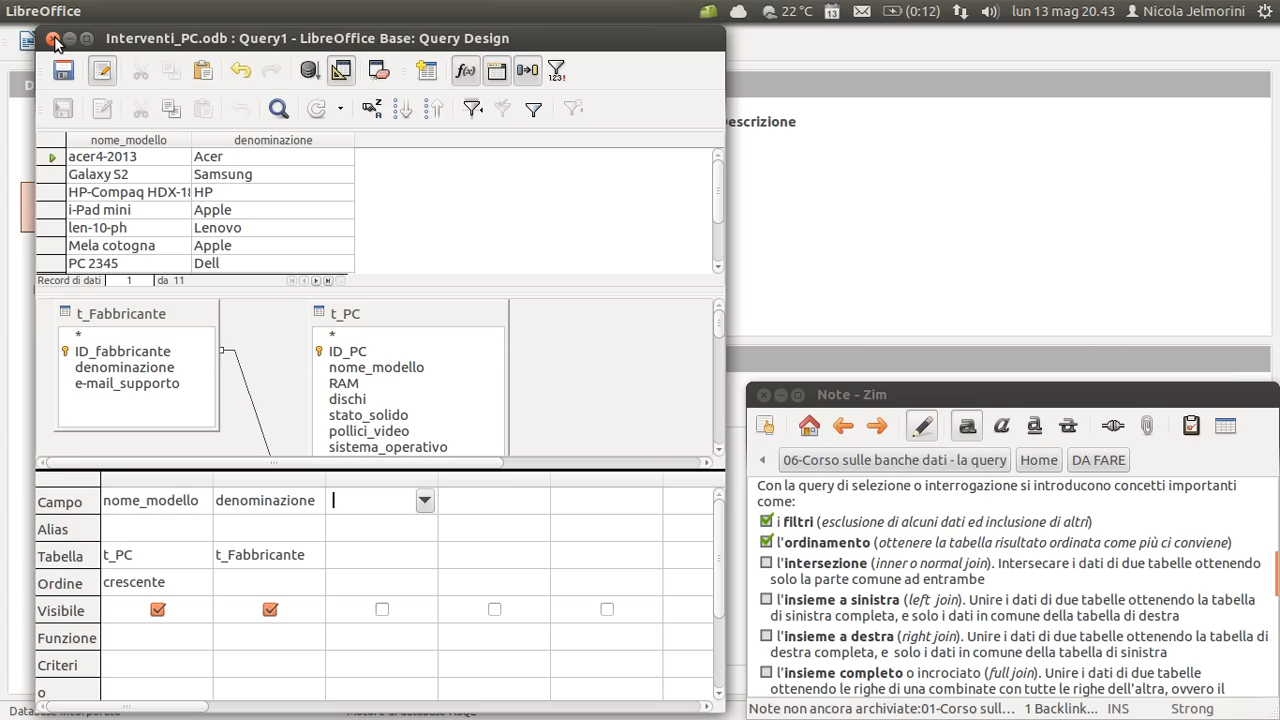 LibreOffice
22 °C
13
(0:12)
lun 13 mag 20.43
Nicola Jelmorini
Interventi_PC.odb : Query1 - LibreOffice Base: Query Design
nome_modello denominazione
acer4-2013 Acer
Galaxy S2 Samsung
HP-Compaq HDX-18 HP
i-Pad mini Apple
len-10-ph Lenovo
Mela cotogna Apple
PC 2345 Dell
Record di dati 1 da 11
Descrizione
t_Fabbricante
*
ID_fabbricante
denominazione
e-mail_supporto
t_PC
*
ID_PC
nome_modello
RAM
dischi
stato_solido
pollici_video
sistema_operativo
Campo nome_modello denominazione
Alias
Tabella t_PC t_Fabbricante
Ordine crescente
Visibile
Funzione
Criteri
o
Note - Zim
06-Corso sulle banche dati - la query Home DA FARE
Con la query di selezione o interrogazione si introducono concetti importanti
come:
i filtri (esclusione di alcuni dati ed inclusione di altri)
l'ordinamento (ottenere la tabella risultato ordinata come più ci conviene)
l'intersezione (inner o normal join). Intersecare i dati di due tabelle ottenendo
solo la parte comune ad entrambe
l'insieme a sinistra (left join). Unire i dati di due tabelle ottenendo la tabella
di sinistra completa, e solo i dati in comune della tabella di destra
l'insieme a destra (right join). Unire i dati di due tabelle ottenendo la tabella di
destra completa, e solo i dati in comune della tabella di sinistra
l'insieme completo o incrociato (full join). Unire i dati di due tabelle
ottenendo le righe di una combinate con tutte le righe dell'altra, ovvero il
Note non ancora archiviate:01-Corso sull... 1 Backlink... INS Strong